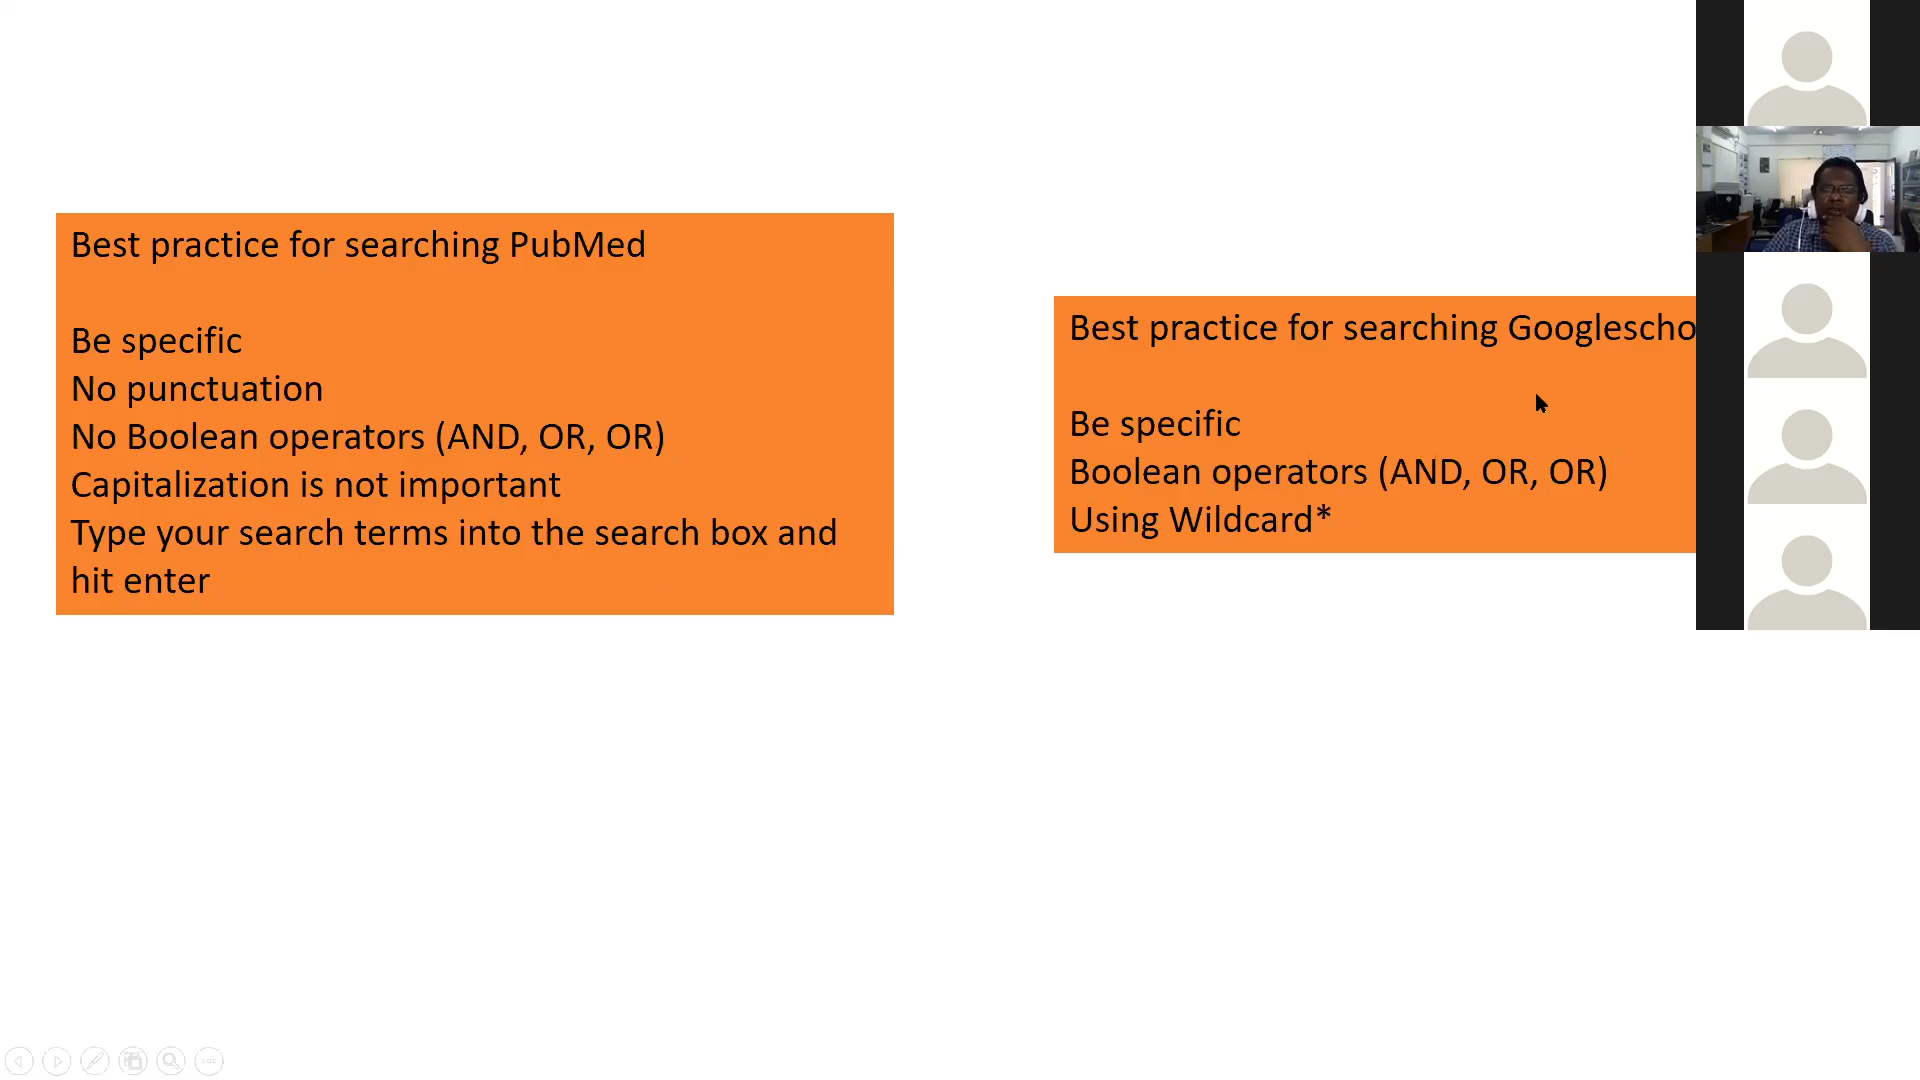 Best practice for searching PubMed
Be specific
No punctuation
No Boolean operators (AND, OR, OR)
Capitalization is not important
Type your search terms into the search box and
hit enter
Best practice for searching Googlescho
Be specific
Boolean operators (AND, OR, OR)
Using Wildcard*